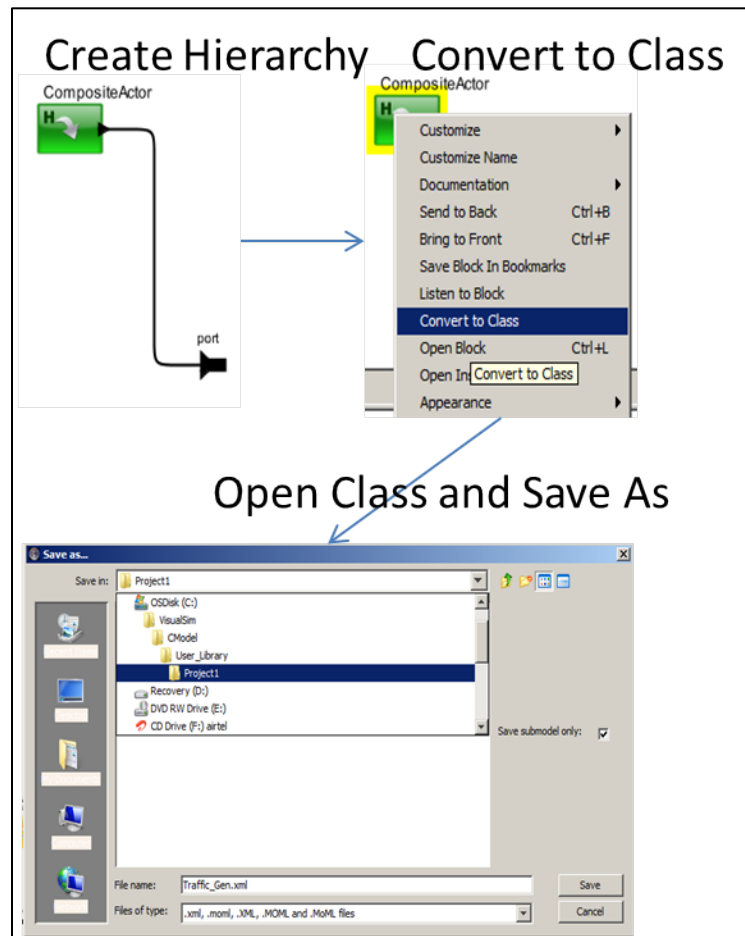 Create Hierarchy
Convert to Class
CompositeActor
H
port
CompositeActor
H
Customize
Customize Name
Documentation
Send to Back Ctrl+B
Bring to Front Ctrl+F
Save Block In Bookmarks
Listen to Block
Convert to Class
Open Block Ctrl+L
Open In
Convert to Class
Appearance
Open Class and Save As
Save as...
Save in: Project1
OSDisk (C:)
VisualSim
CModel
User_Library
Project1
Recovery (D:)
DVD RW Drive (E:)
CD Drive (F:) airtel
Save submodel only:
File name: Traffic_Gen.xml
Save
Files of type: .xml, .moml, .XML, .MOML and .MoML files
Cancel